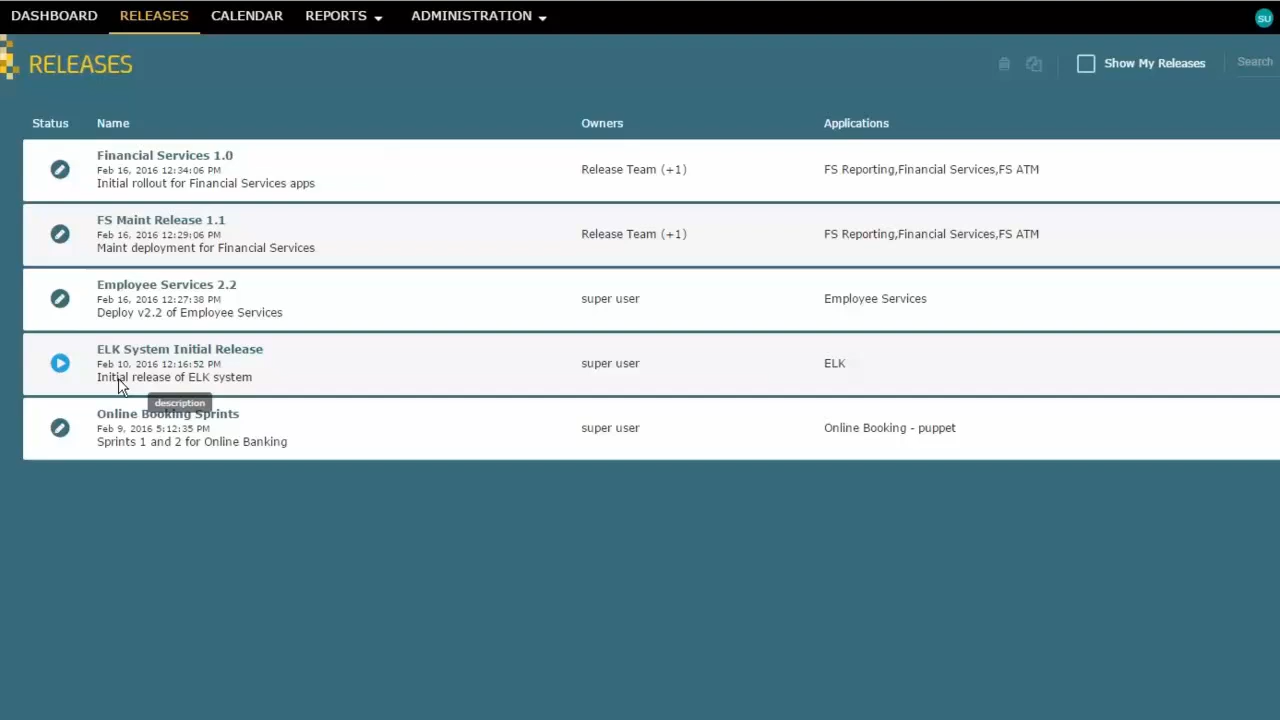 DASHBOARD RELEASES CALENDAR REPORTS ADMINISTRATION SU
RELEASES Show My Releases Search
Status Name Owners Applications
Financial Services 1.0
Feb 16, 2016 12:34:06 PM
Initial rollout for Financial Services apps
Release Team (+1) FS Reporting,Financial Services,FS ATM
FS Maint Release 1.1
Feb 16, 2016 12:29:06 PM
Maint deployment for Financial Services
Release Team (+1) FS Reporting,Financial Services,FS ATM
Employee Services 2.2
Feb 16, 2016 12:27:38 PM
Deploy v2.2 of Employee Services
super user Employee Services
ELK System Initial Release
Feb 10, 2016 12:16:52 PM
Initial release of ELK system
super user ELK
description
Online Booking Sprints
Feb 9, 2016 5:12:35 PM
Sprints 1 and 2 for Online Banking
super user Online Booking - puppet